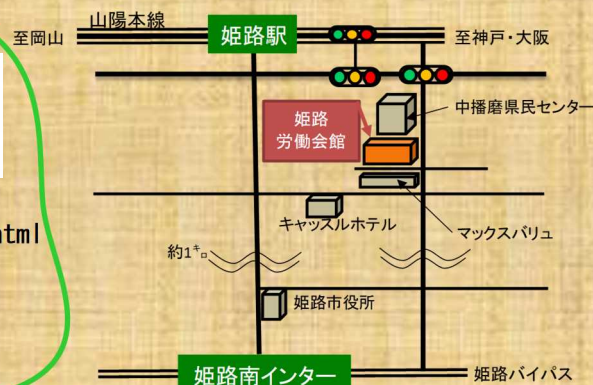 山陽本線
至岡山
姫路駅
至神戸・大阪
中播磨県民センター
姫路
労働会館
tml
キャッスルホテル
マックスバリュ
約1㌔
姫路市役所
姫路南インター
姫路バイパス